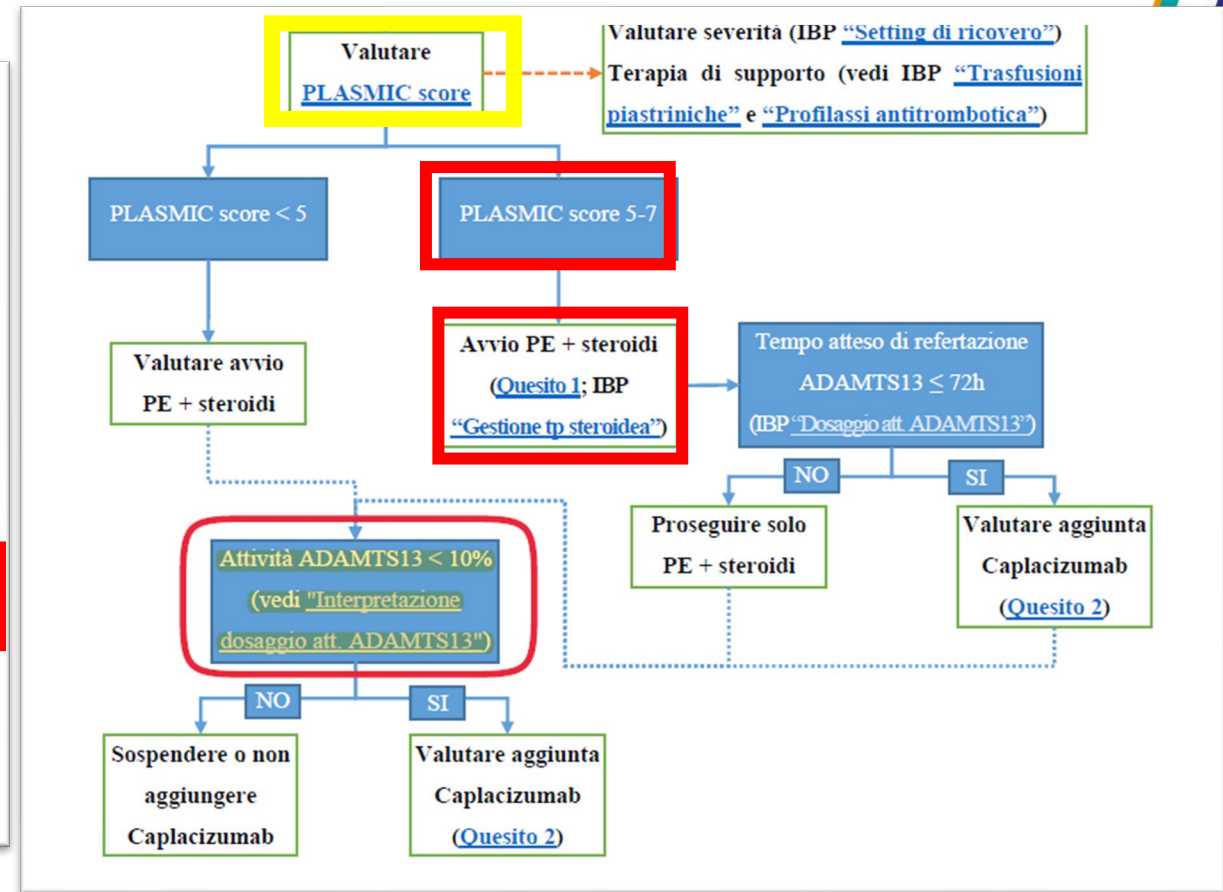 Valutare
PLASMIC score
Valutare severità (IBP "Setting di ricovero")
Terapia di supporto (vedi IBP "Trasfusioni
piastriniche" e "Profilassi antitrombotica")
PLASMIC score < 5
PLASMIC score 5-7
Valutare avvio
PE + steroidi
Avvio PE + steroidi
(Quesito 1; IBP
"Gestione tp steroidea")
Tempo atteso di refertazione
ADAMTS13 ≤ 72h
(IBP "Dosaggio att. ADAMTS13")
NO
SI
Proseguire solo
PE + steroidi
Valutare aggiunta
Caplacizumab
(Quesito 2)
Attività ADAMTS13 < 10%
(vedi "Interpretazione
dosaggio att. ADAMTS13")
NO
SI
Sospendere o non
aggiungere
Caplacizumab
Valutare aggiunta
Caplacizumab
(Quesito 2)